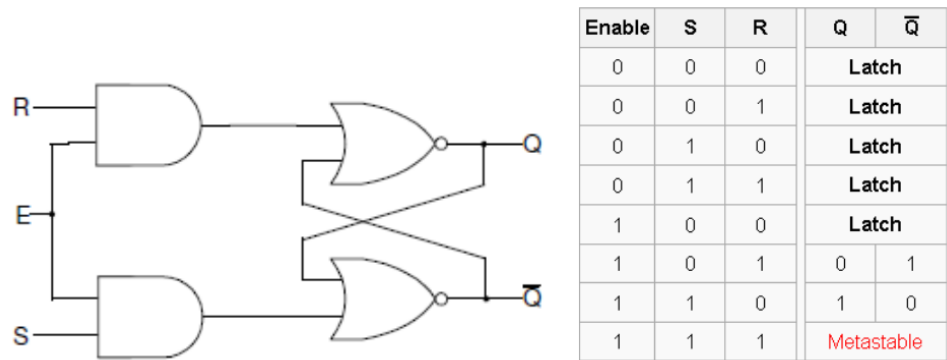 R
E
S
Q
Q̅
Enable S R Q Q̅
0 0 0 Latch
0 0 1 Latch
0 1 0 Latch
0 1 1 Latch
1 0 0 Latch
1 0 1 0 1
1 1 0 1 0
1 1 1 Metastable